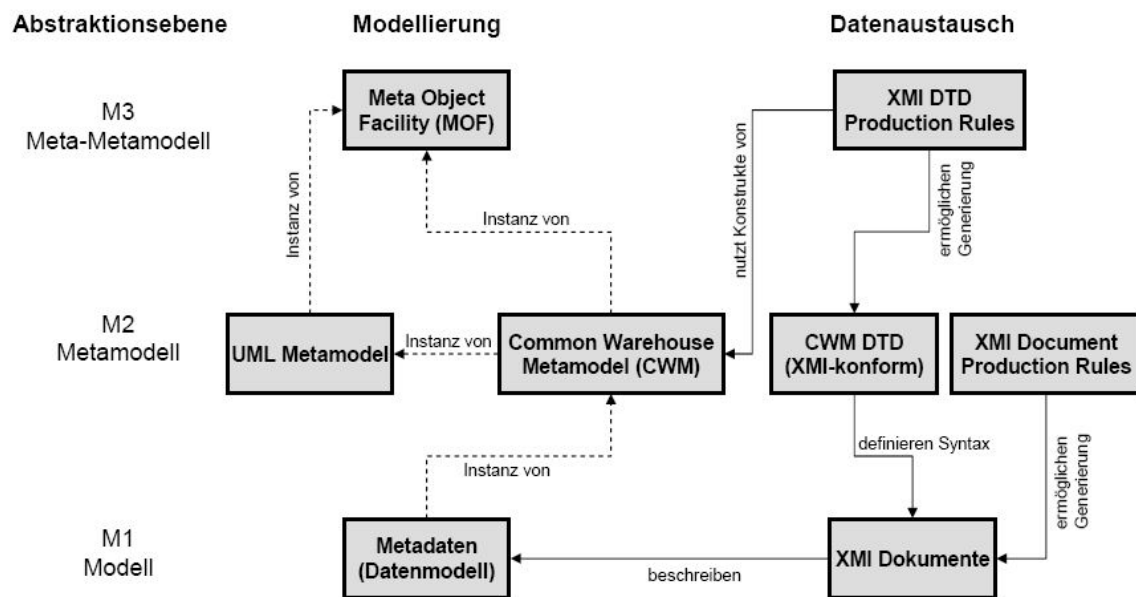 Abstraktionsebene
Modellierung
Datenaustausch
M3
Meta-Metamodell
Meta Object
Facility (MOF)
XMI DTD
Production Rules
Instanz von
Instanz von
nutzt Konstrukte von
ermöglichen
Generierung
M2
Metamodell
UML Metamodel
Instanz von
Common Warehouse
Metamodel (CWM)
CWM DTD
(XMI-konform)
XMI Document
Production Rules
Instanz von
definieren Syntax
ermöglichen
Generierung
M1
Modell
Metadaten
(Datenmodell)
beschreiben
XMI Dokumente